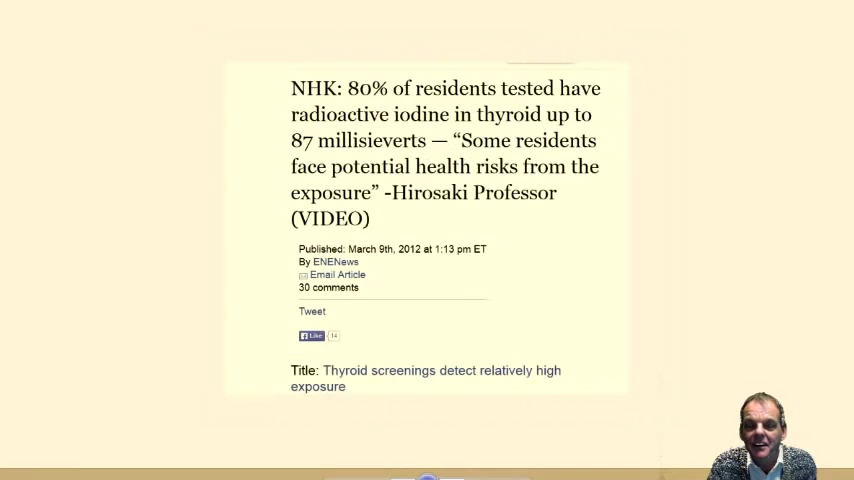 NHK: 80% of residents tested have
radioactive iodine in thyroid up to
87 millisieverts — “Some residents
face potential health risks from the
exposure” -Hirosaki Professor
(VIDEO)
Published: March 9th, 2012 at 1:13 pm ET
By ENENews
Email Article
30 comments
Tweet
Like 14
Title: Thyroid screenings detect relatively high
exposure